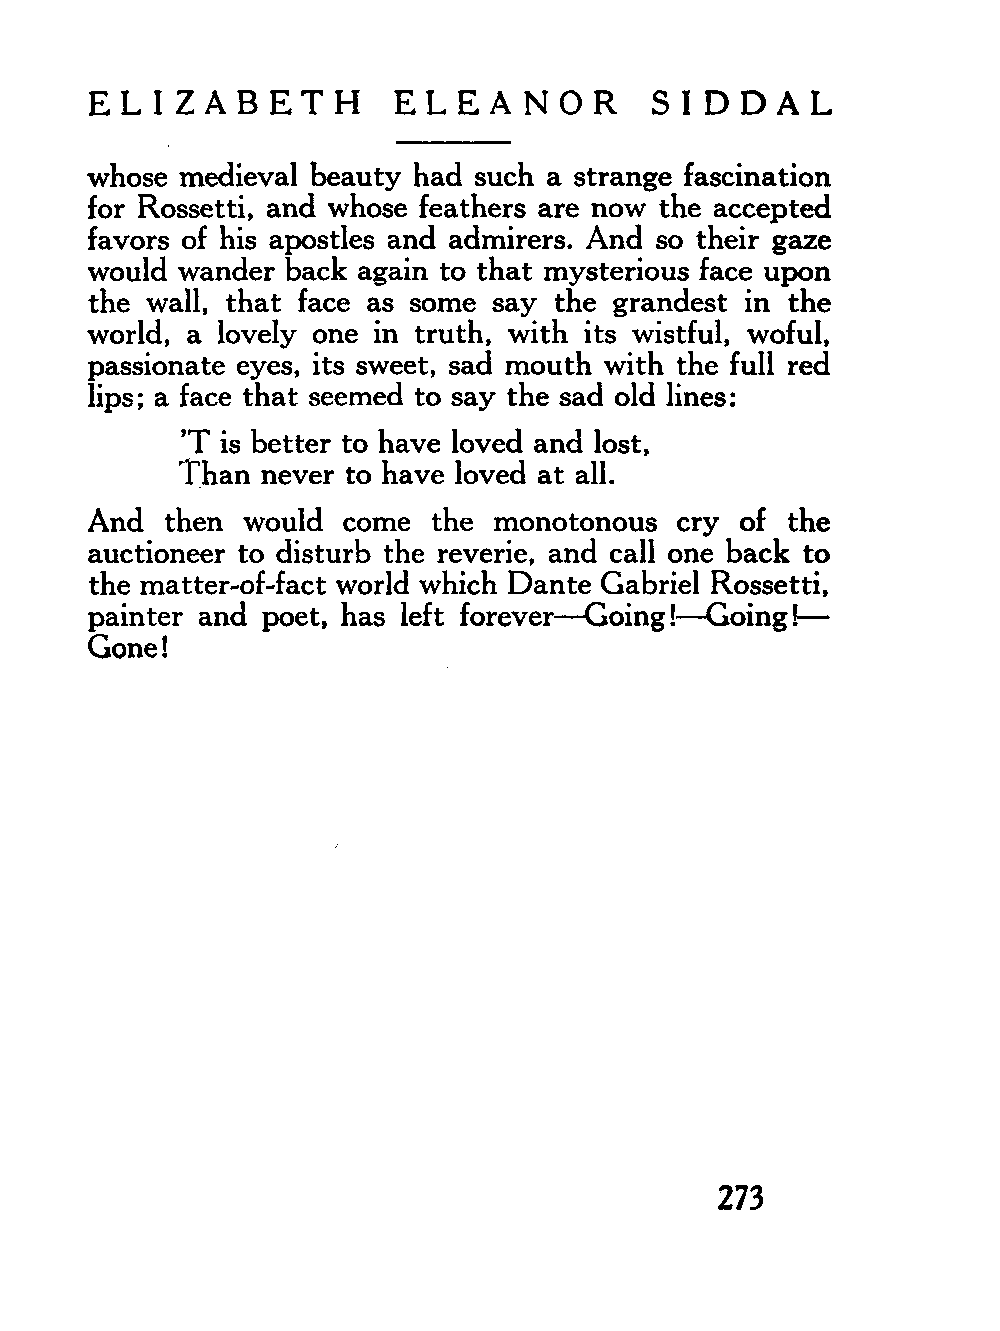 ELIZABETH ELEANOR SIDDAL
whose medieval beauty had such a strange fascination
for Rossetti, and whose feathers are now the accepted
favors of his apostles and admirers. And so their gaze
would wander back again to that mysterious face upon
the wall, that face as some say the grandest in the
world, a lovely one in truth, with its wistful, woful,
passionate eyes, its sweet, sad mouth with the full red
lips; a face that seemed to say the sad old lines:
'T is better to have loved and lost,
Than never to have loved at all.
And then would come the monotonous cry of the
auctioneer to disturb the reverie, and call one back to
the matter-of-fact world which Dante Gabriel Rossetti,
painter and poet, has left forever—Going!—Going!—
Gone!
273